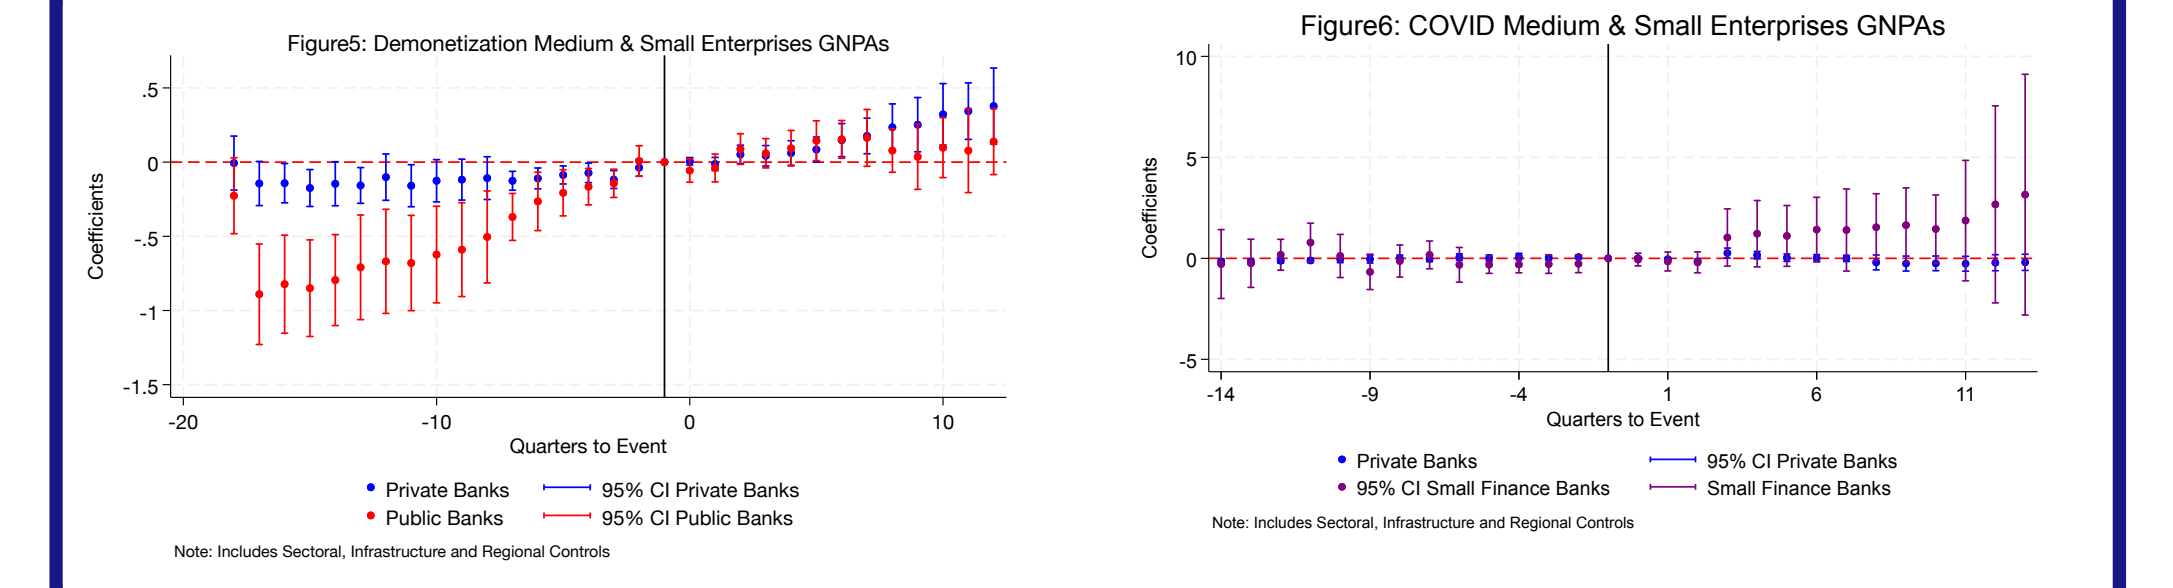 Figure5: Demonetization Medium & Small Enterprises GNPAs
.5
0
-.5
-1
-1.5
Coefficients
-20
-10
0
10
Quarters to Event
Private Banks
95% CI Private Banks
Public Banks
95% CI Public Banks
Note: Includes Sectoral, Infrastructure and Regional Controls
Figure6: COVID Medium & Small Enterprises GNPAs
10
5
0
-5
Coefficients
-14
-9
-4
1
6
11
Quarters to Event
Private Banks
95% CI Private Banks
95% CI Small Finance Banks
Small Finance Banks
Note: Includes Sectoral, Infrastructure and Regional Controls